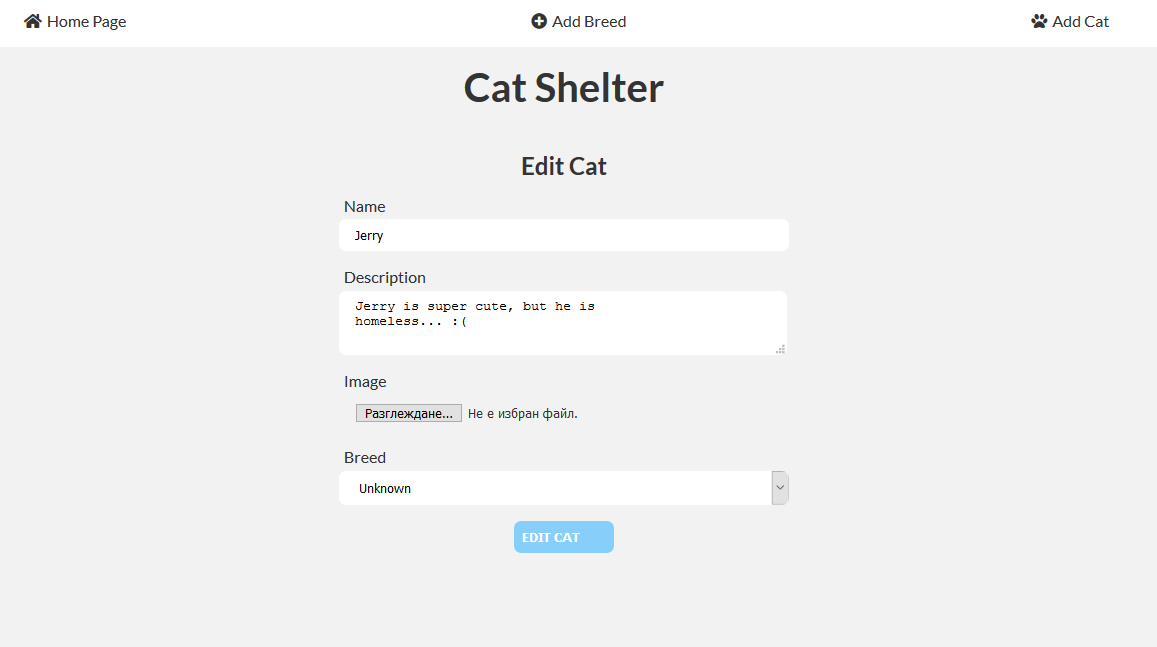 Home Page
Add Breed
Add Cat
Cat Shelter
Edit Cat
Name
Jerry
Description
Jerry is super cute, but he is
homeless... :(
Image
Разглеждане... Не е избран файл.
Breed
Unknown
EDIT CAT